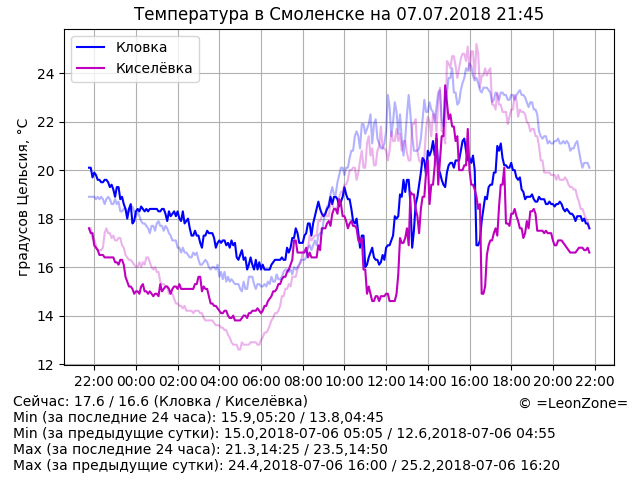 Температура в Смоленске на 07.07.2018 21:45
Кловка
Киселёвка
градусов Цельсия, °C
24
22
20
18
16
14
12
22:00 00:00 02:00 04:00 06:00 08:00 10:00 12:00 14:00 16:00 18:00 20:00 22:00
Сейчас: 17.6 / 16.6 (Кловка / Киселёвка)
© =LeonZone=
Min (за последние 24 часа): 15.9,05:20 / 13.8,04:45
Min (за предыдущие сутки): 15.0,2018-07-06 05:05 / 12.6,2018-07-06 04:55
Max (за последние 24 часа): 21.3,14:25 / 23.5,14:50
Max (за предыдущие сутки): 24.4,2018-07-06 16:00 / 25.2,2018-07-06 16:20